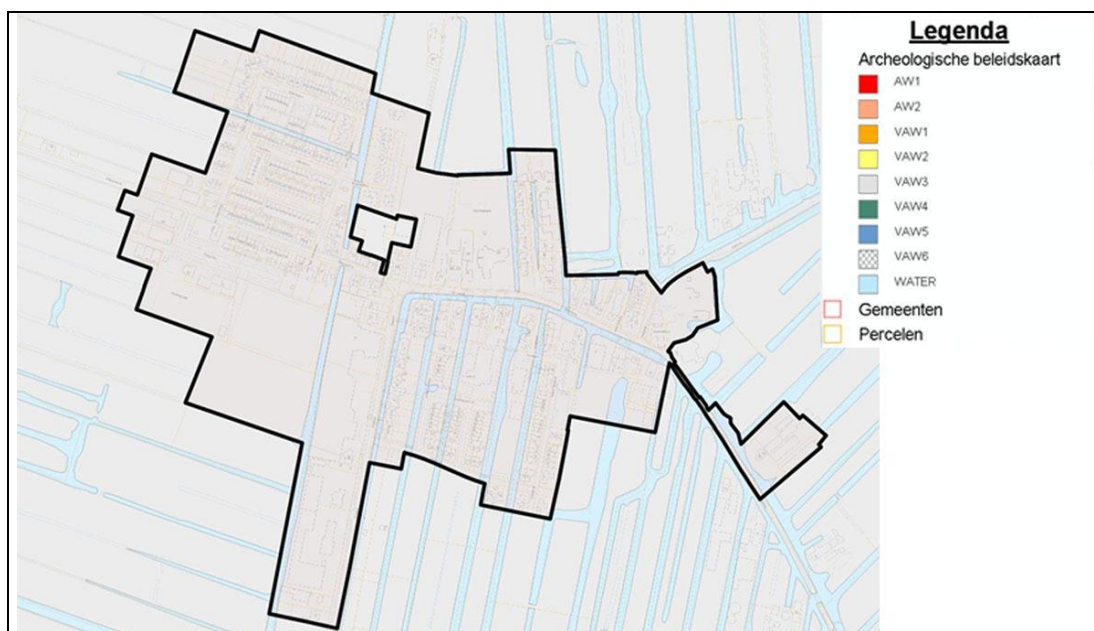 Legenda
Archeologische beleidskaart
AW1
AW2
VAW1
VAW2
VAW3
VAW4
VAW5
VAW6
WATER
Gemeenten
Percelen